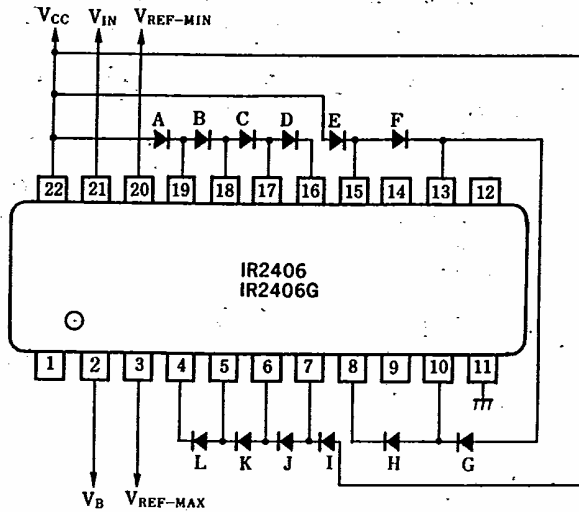 VCC VIN VREF-MIN
A B C D E F
22 21 20 19 18 17 16 15 14 13 12
IR2406
IR2406G
1 2 3 4 5 6 7 8 9 10 11
L K J I H G
VB VREF-MAX